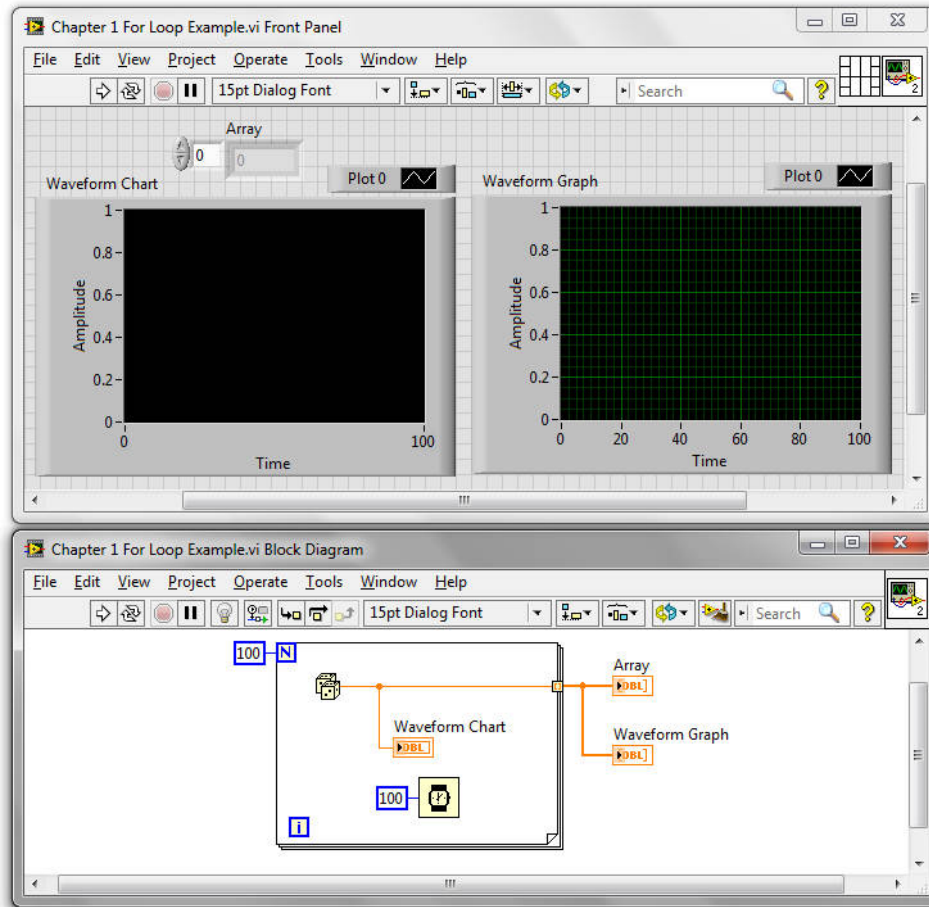 Chapter 1 For Loop Example.vi Front Panel
File Edit View Project Operate Tools Window Help
15pt Dialog Font Search ? 2
Array
0 0
Waveform Chart Plot 0
1
0.8
0.6
0.4
0.2
0
Amplitude
0 100
Time
Waveform Graph Plot 0
1
0.8
0.6
0.4
0.2
0
Amplitude
0 20 40 60 80 100
Time
Chapter 1 For Loop Example.vi Block Diagram
File Edit View Project Operate Tools Window Help
15pt Dialog Font Search ? 2
100 N
Array
DBL
Waveform Chart
DBL
Waveform Graph
DBL
100
i